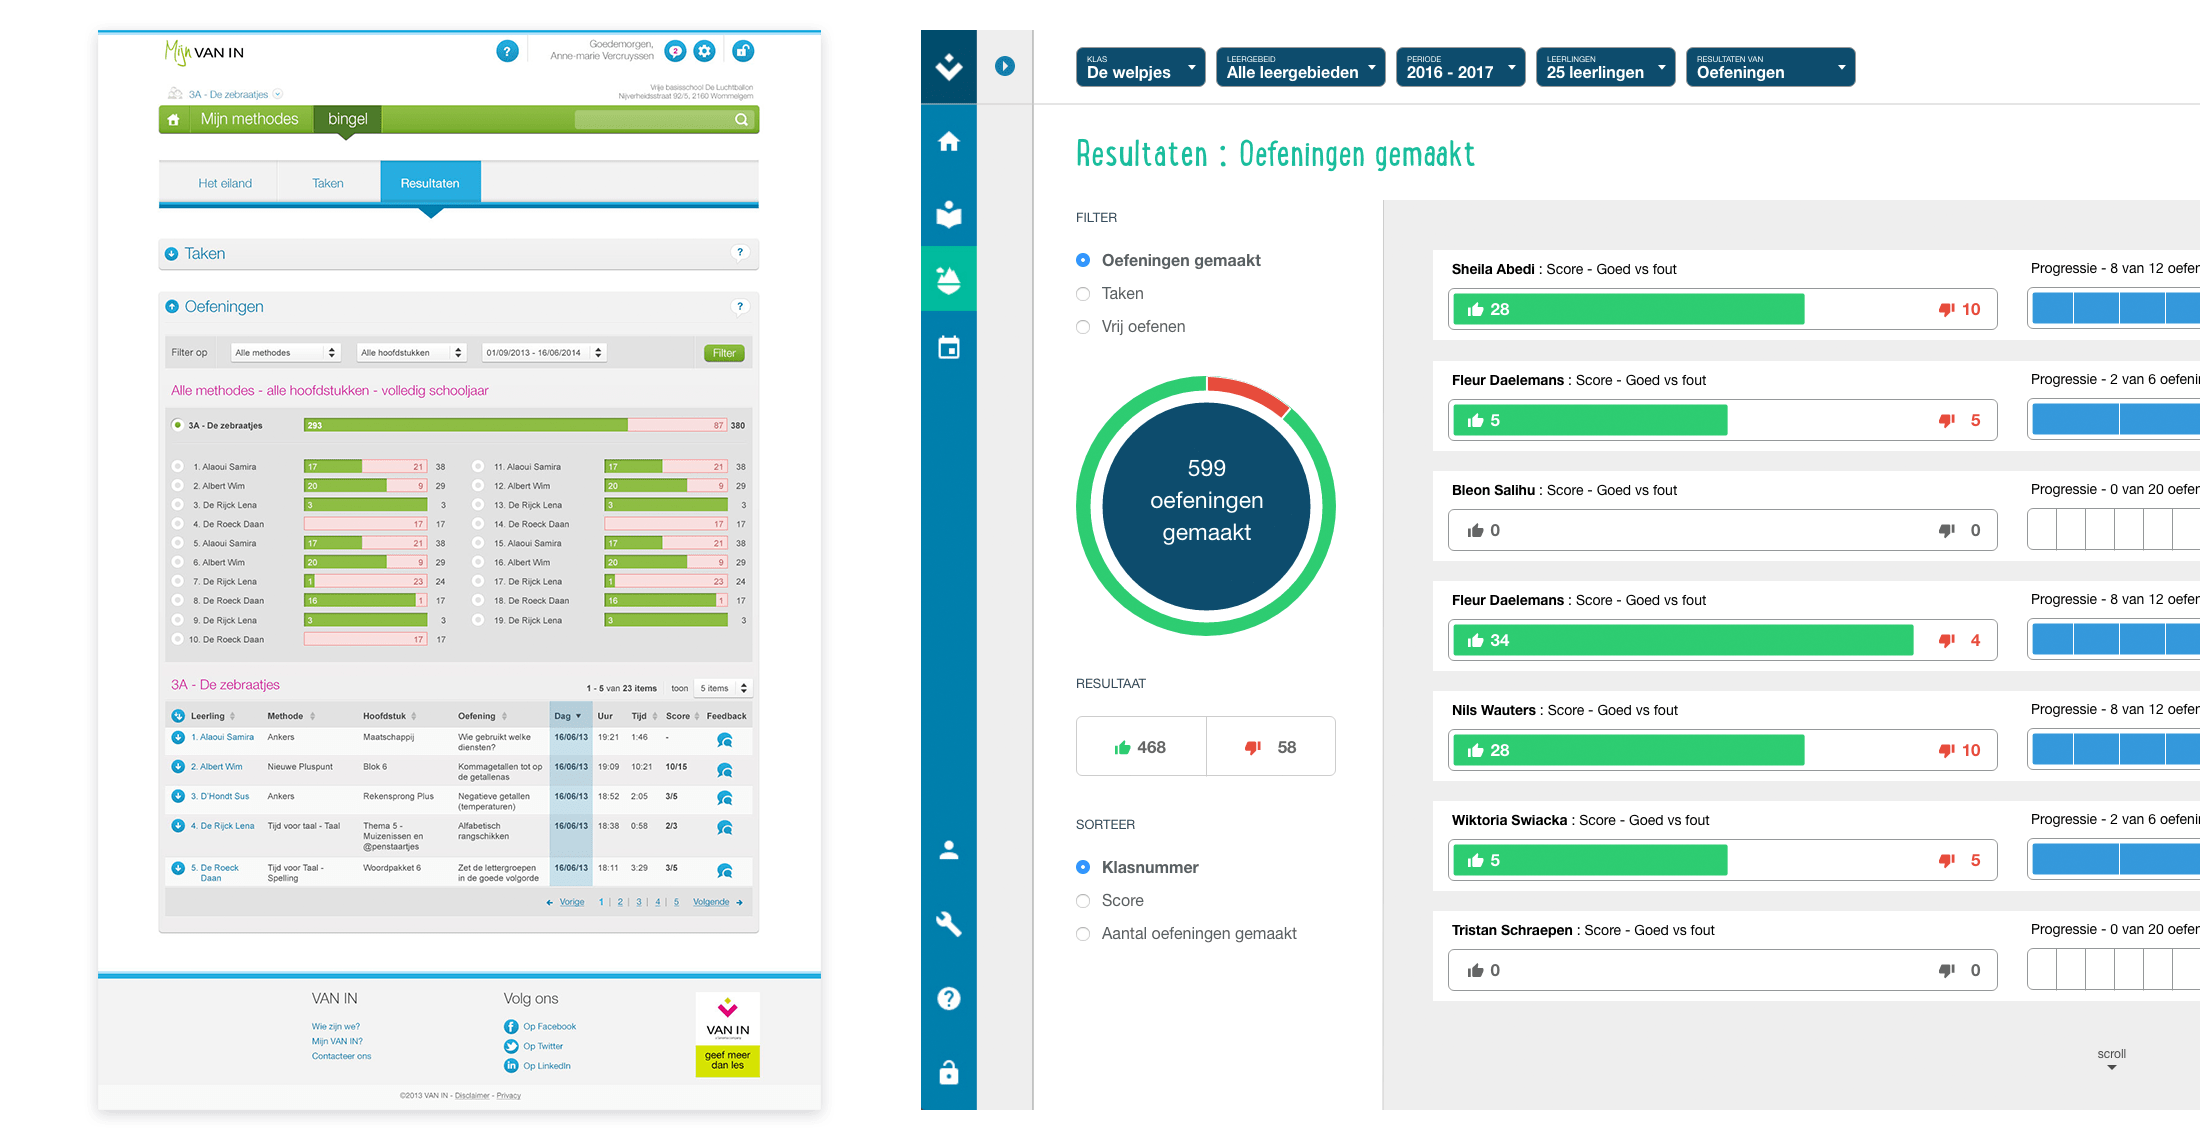 Mijn VAN IN
?
Goedemorgen,
Anne-marie Vercruyssen
2
3A - De zebraatjes
Vrije basisschool De Luchtballon
Nijverheidsstraat 92/5, 2160 Wommelgem
Mijn methodes
bingel
Het eiland
Taken
Resultaten
Taken
?
Oefeningen
?
Filter op
Alle methodes
Alle hoofdstukken
01/09/2013 - 16/06/2014
Filter
Alle methodes - alle hoofdstukken - volledig schooljaar
3A - De zebraatjes 293 87 380
1. Alaoui Samira 17 21 38
2. Albert Wim 20 9 29
3. De Rijck Lena 3 3
4. De Roeck Daan 17 17
5. Alaoui Samira 17 21 38
6. Albert Wim 20 9 29
7. De Rijck Lena 1 23 24
8. De Roeck Daan 16 1 17
9. De Rijck Lena 3 3
10. De Roeck Daan 17 17
11. Alaoui Samira 17 21 38
12. Albert Wim 20 9 29
13. De Rijck Lena 3 3
14. De Roeck Daan 17 17
15. Alaoui Samira 17 21 38
16. Albert Wim 20 9 29
17. De Rijck Lena 1 23 24
18. De Roeck Daan 16 1 17
19. De Rijck Lena 3 3
3A - De zebraatjes
1 - 5 van 23 items
toon
5 items
Leerling Methode Hoofdstuk Oefening Dag Uur Tijd Score Feedback
1. Alaoui Samira Ankers Maatschappij Wie gebruikt welke diensten? 16/06/13 19:21 1:46 -
2. Albert Wim Nieuwe Pluspunt Blok 6 Kommagetallen tot op de getallenas 16/06/13 19:09 10:21 10/15
3. D'Hondt Sus Ankers Rekensprong Plus Negatieve getallen (temperaturen) 16/06/13 18:52 2:05 3/5
4. De Rijck Lena Tijd voor taal - Taal Thema 5 - Muizenissen en @penstaartjes Alfabetisch rangschikken 16/06/13 18:38 0:58 2/3
5. De Roeck Daan Tijd voor Taal - Spelling Woordpakket 6 Zet de lettergroepen in de goede volgorde 16/06/13 18:11 3:29 3/5
Vorige 1 | 2 | 3 | 4 | 5 Volgende
VAN IN
Wie zijn we?
Mijn VAN IN?
Contacteer ons
Volg ons
Op Facebook
Op Twitter
Op LinkedIn
VAN IN
geef meer
dan les
©2013 VAN IN - Disclaimer - Privacy
KLAS
De welpjes
LEERGEBIED
Alle leergebieden
PERIODE
2016 - 2017
LEERLINGEN
25 leerlingen
RESULTATEN VAN
Oefeningen
Resultaten : Oefeningen gemaakt
FILTER
Oefeningen gemaakt
Taken
Vrij oefenen
599
oefeningen
gemaakt
RESULTAAT
468 58
SORTEER
Klasnummer
Score
Aantal oefeningen gemaakt
?
Sheila Abedi : Score - Goed vs fout
28 10
Progressie - 8 van 12 oefer
Fleur Daelemans : Score - Goed vs fout
5 5
Progressie - 2 van 6 oefeni
Bleon Salihu : Score - Goed vs fout
0 0
Progressie - 0 van 20 oefer
Fleur Daelemans : Score - Goed vs fout
34 4
Progressie - 8 van 12 oefer
Nils Wauters : Score - Goed vs fout
28 10
Progressie - 8 van 12 oefer
Wiktoria Swiacka : Score - Goed vs fout
5 5
Progressie - 2 van 6 oefeni
Tristan Schraepen : Score - Goed vs fout
0 0
Progressie - 0 van 20 oefer
scroll